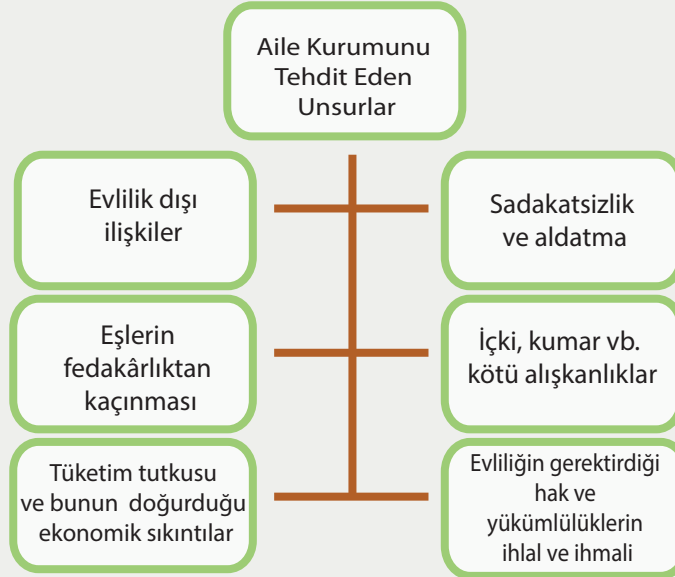 Aile Kurumunu
Tehdit Eden
Unsurlar
Evlilik dışı
ilişkiler
Sadakatsizlik
ve aldatma
Eşlerin
fedakârlıktan
kaçınması
İçki, kumar vb.
kötü alışkanlıklar
Tüketim tutkusu
ve bunun doğurduğu
ekonomik sıkıntılar
Evliliğin gerektirdiği
hak ve
yükümlülüklerin
ihlal ve ihmali